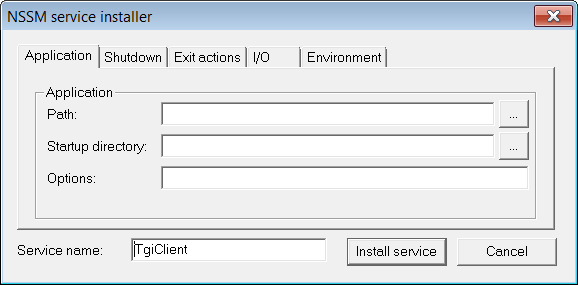 NSSM service installer
Application Shutdown Exit actions I/O Environment
Application
Path:
...
Startup directory:
...
Options:
Service name: TgiClient Install service Cancel